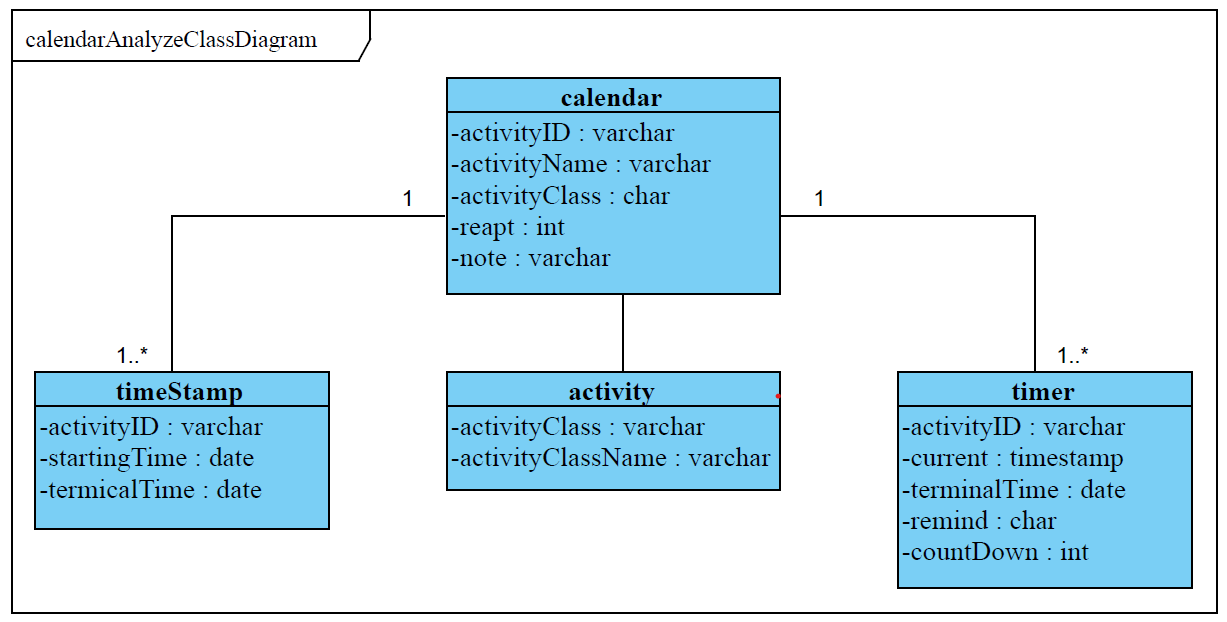 calendarAnalyzeClassDiagram
calendar
-activityID : varchar
-activityName : varchar
-activityClass : char
-reapt : int
-note : varchar
1
1
1..*
1..*
timeStamp
-activityID : varchar
-startingTime : date
-termicalTime : date
activity
-activityClass : varchar
-activityClassName : varchar
timer
-activityID : varchar
-current : timestamp
-terminalTime : date
-remind : char
-countDown : int